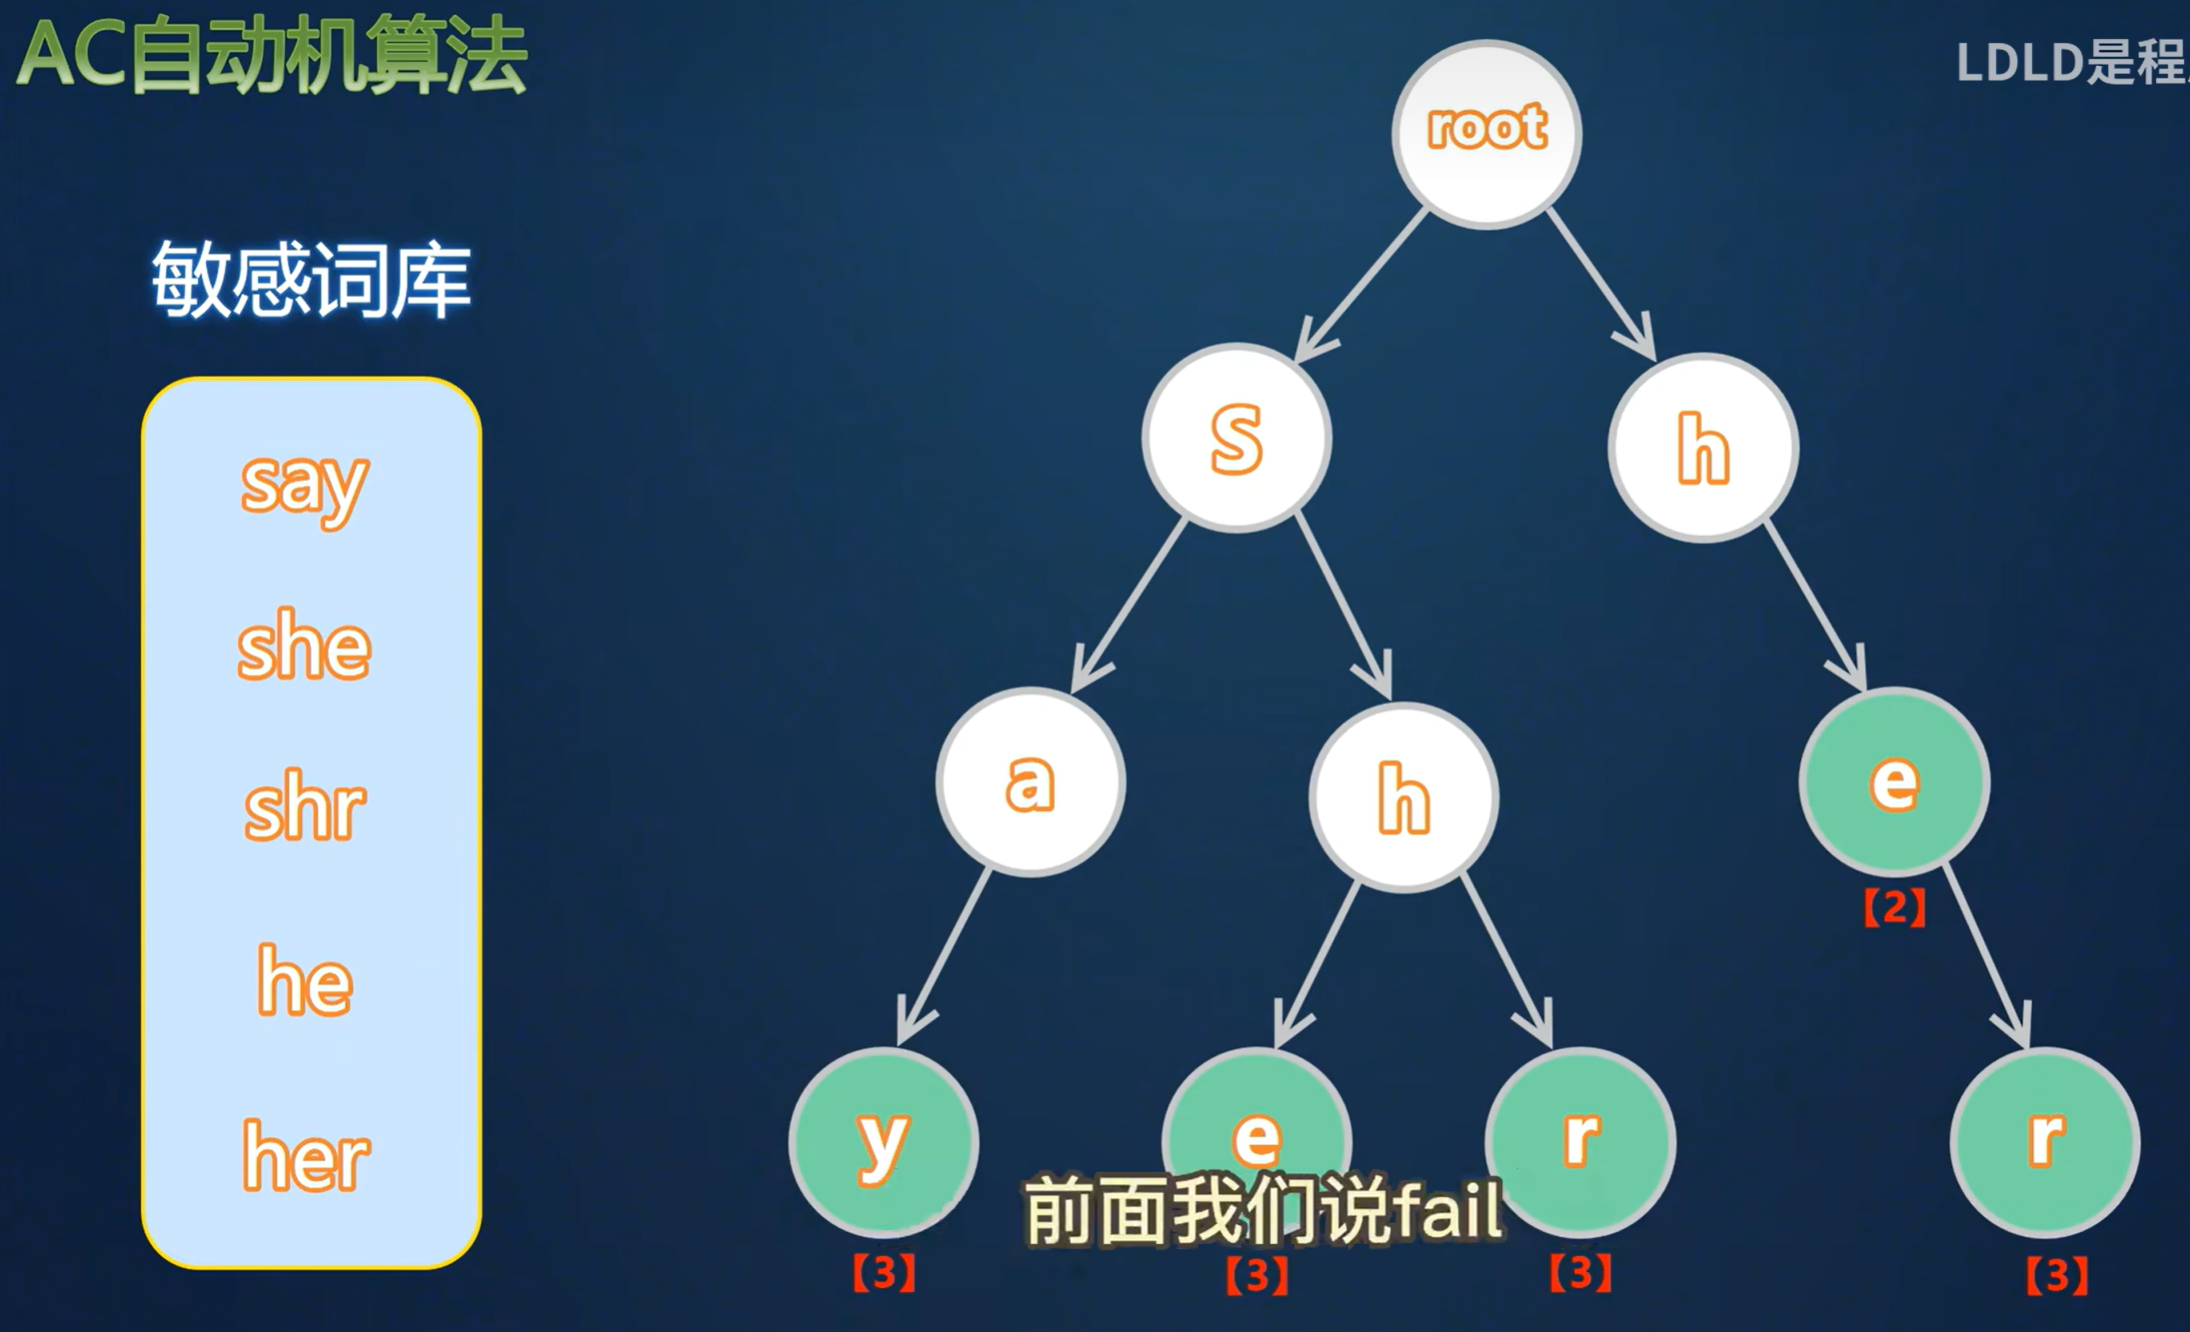 AC自动机算法
LDLD是程
敏感词库
say
she
shr
he
her
root
S
h
a
h
e
【2】
y
e
r
r
前面我们说fail
【3】
【3】
【3】
【3】